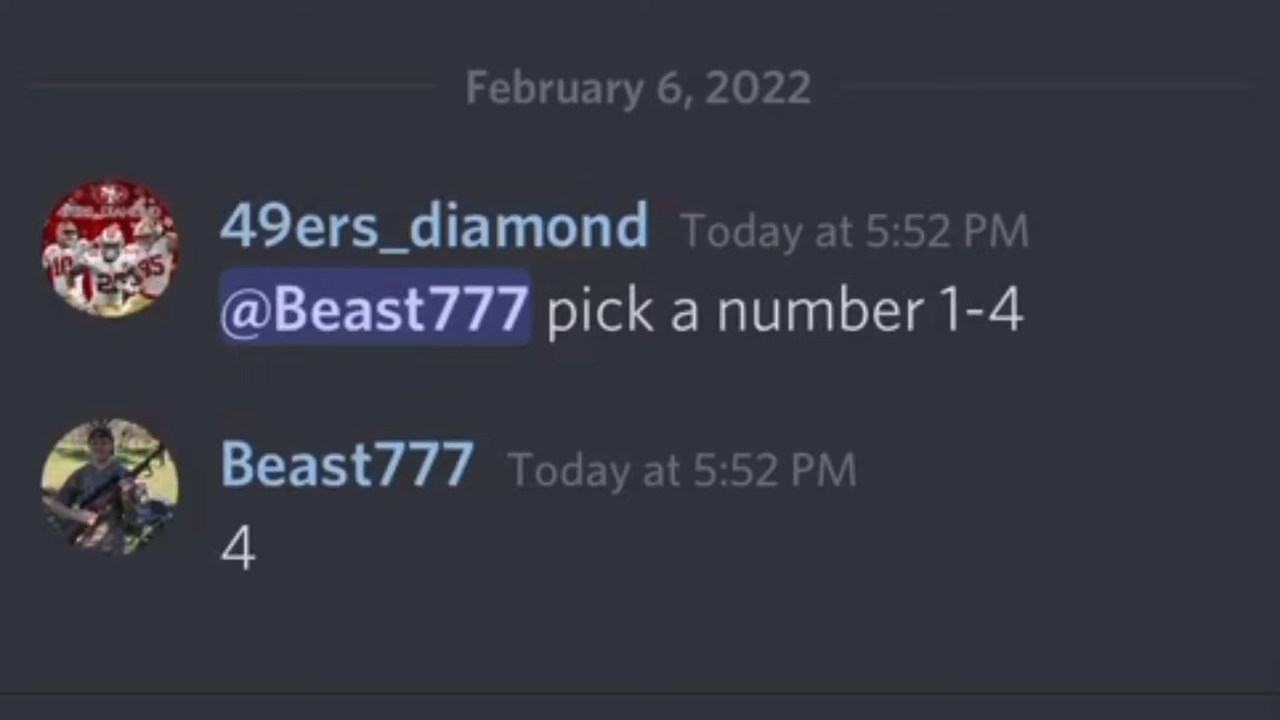 February 6, 2022
49ers_diamond Today at 5:52 PM
@Beast777 pick a number 1-4
Beast777 Today at 5:52 PM
4